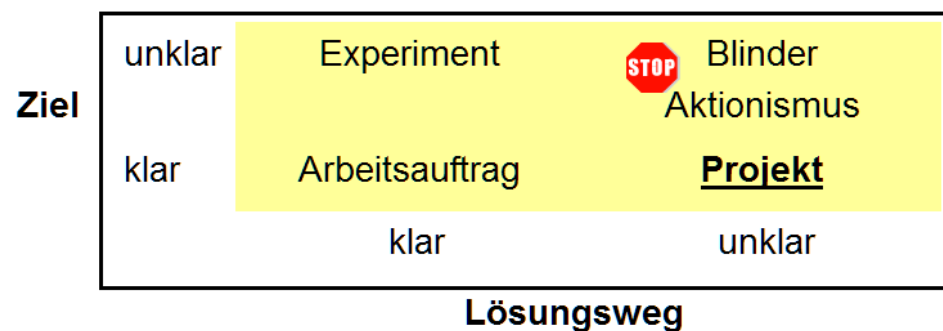 unklar Experiment STOP Blinder
Ziel Aktionismus
klar Arbeitsauftrag Projekt
klar unklar
Lösungsweg